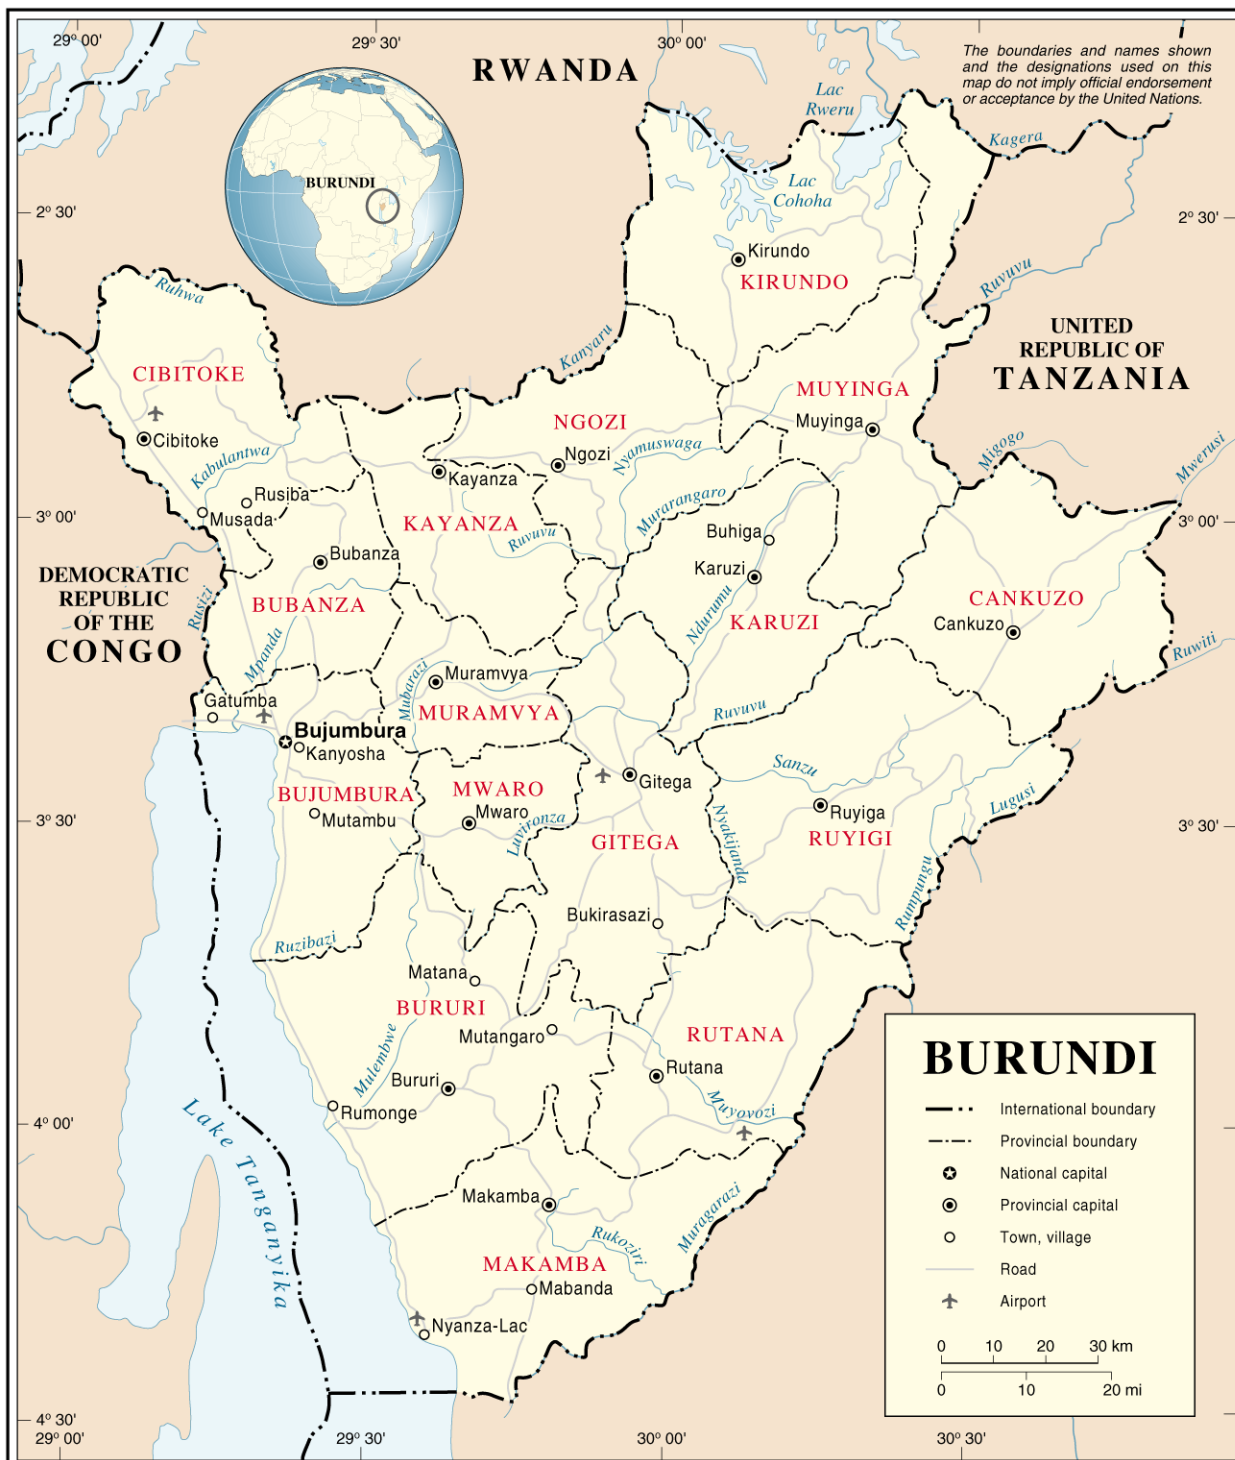 29° 00'
29° 30'
30° 00'
RWANDA
The boundaries and names shown
and the designations used on this
map do not imply official endorsement
or acceptance by the United Nations.
Lac
Rweru
Kagera
BURUNDI
Lac
Cohoha
2° 30'
2° 30'
Kirundo
KIRUNDO
Ruvuvu
Ruhwa
Kanyaru
UNITED
REPUBLIC OF
TANZANIA
CIBITOKE
MUYINGA
Cibitoke
NGOZI
Muyinga
Nyamuswaga
Migogo
Mwerusi
Kabulantwa
Ngozi
Kayanza
Rusiba
Murarangaro
Musada
KAYANZA
3° 00'
3° 00'
Ruvuvu
Buhiga
Bubanza
Karuzi
DEMOCRATIC
REPUBLIC
OF THE
CONGO
Rusizi
BUBANZA
CANKUZO
Ndurumu
KARUZI
Cankuzo
Mpanda
Ruwiti
Mubarazi
Muramvya
Gatumba
MURAMVYA
Ruvuvu
Bujumbura
Kanyosha
Sanzu
Gitega
BUJUMBURA
MWARO
Lugusi
Mutambu
Mwaro
Luvironza
Nyakijanda
Ruyiga
3° 30'
3° 30'
GITEGA
RUYIGI
Rumpungu
Bukirasazi
Ruzibazi
Matana
BURURI
Mutangaro
RUTANA
Mulembwe
Rutana
Bururi
Rumonge
Muyovozi
4° 00'
Lake Tanganyika
Makamba
Muragarazi
Rukoziri
MAKAMBA
Mabanda
Nyanza-Lac
BURUNDI
International boundary
Provincial boundary
National capital
Provincial capital
Town, village
Road
Airport
0 10 20 30 km
0 10 20 mi
4° 30'
29° 00'
29° 30'
30° 00'
30° 30'